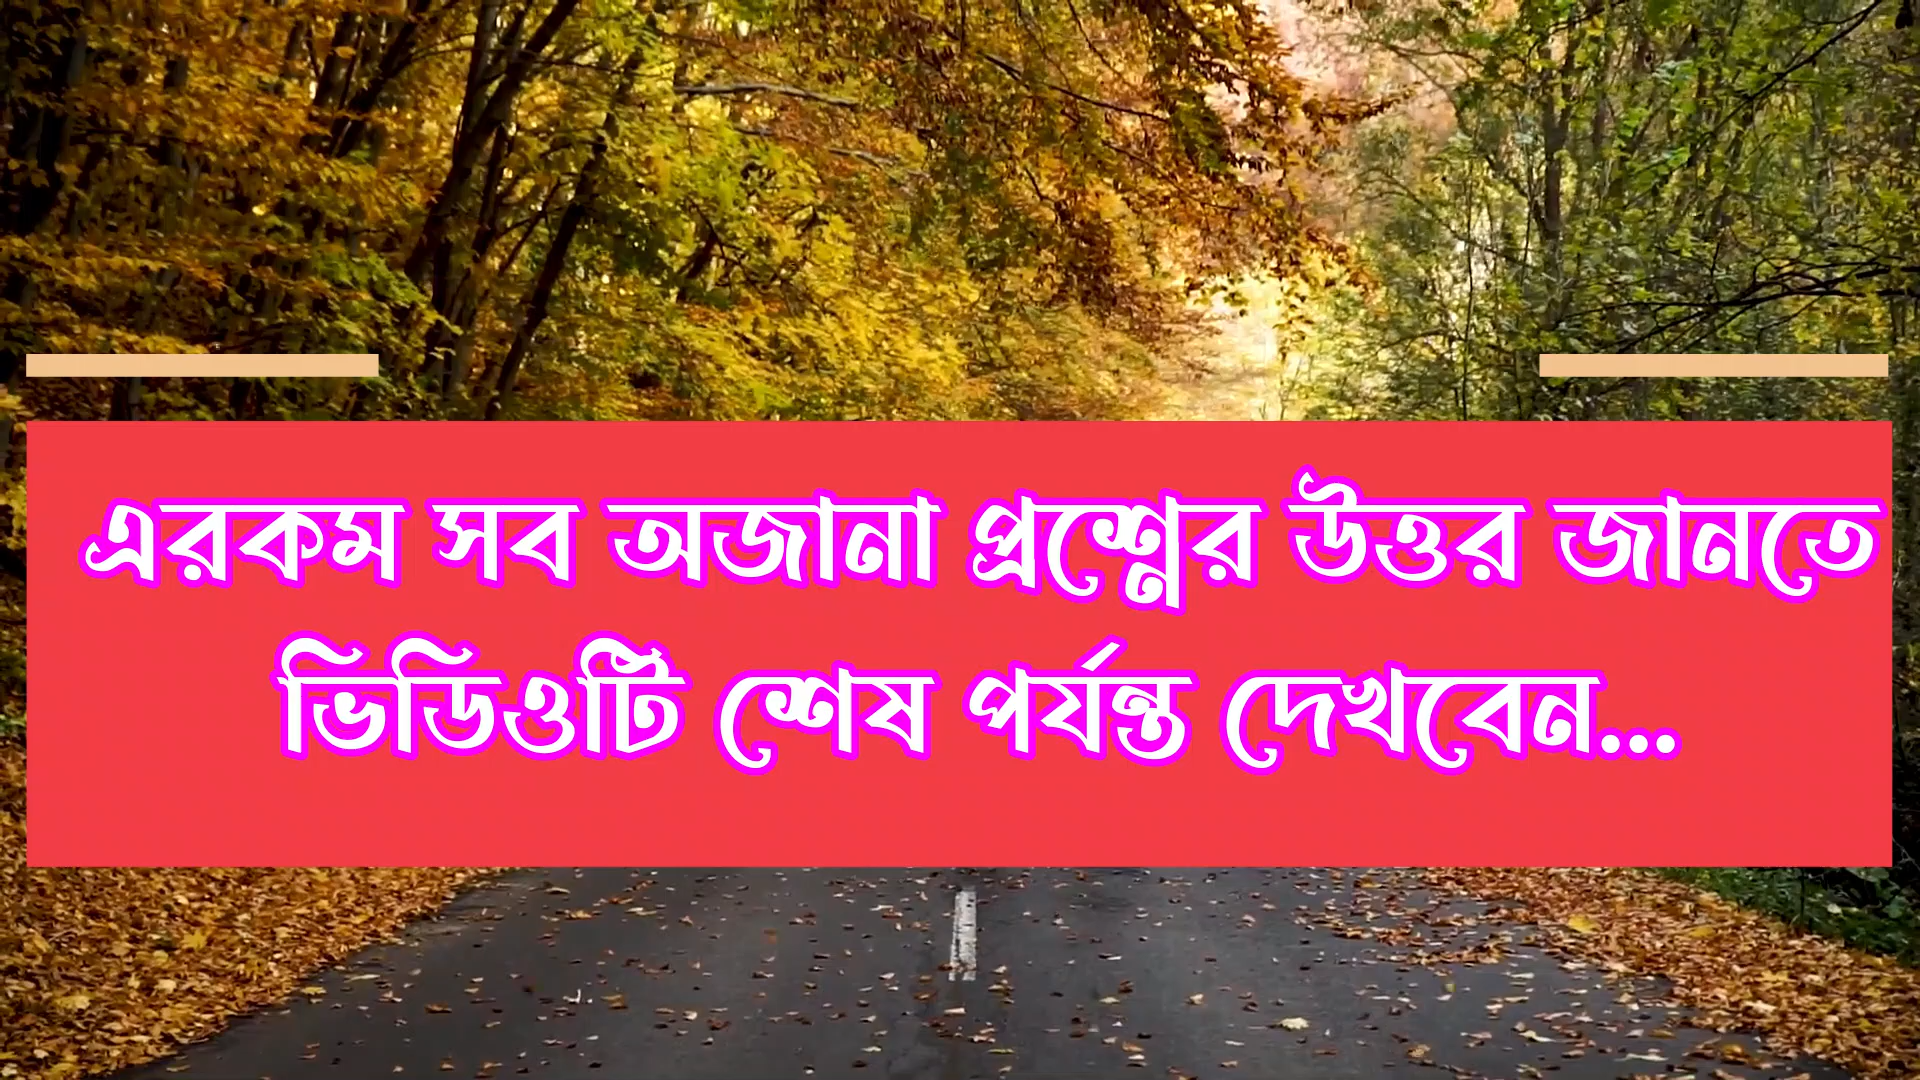 এরকম সব অজানা প্রশ্নের উত্তর জানতে
ভিডিওটি শেষ পর্যন্ত দেখবেন...